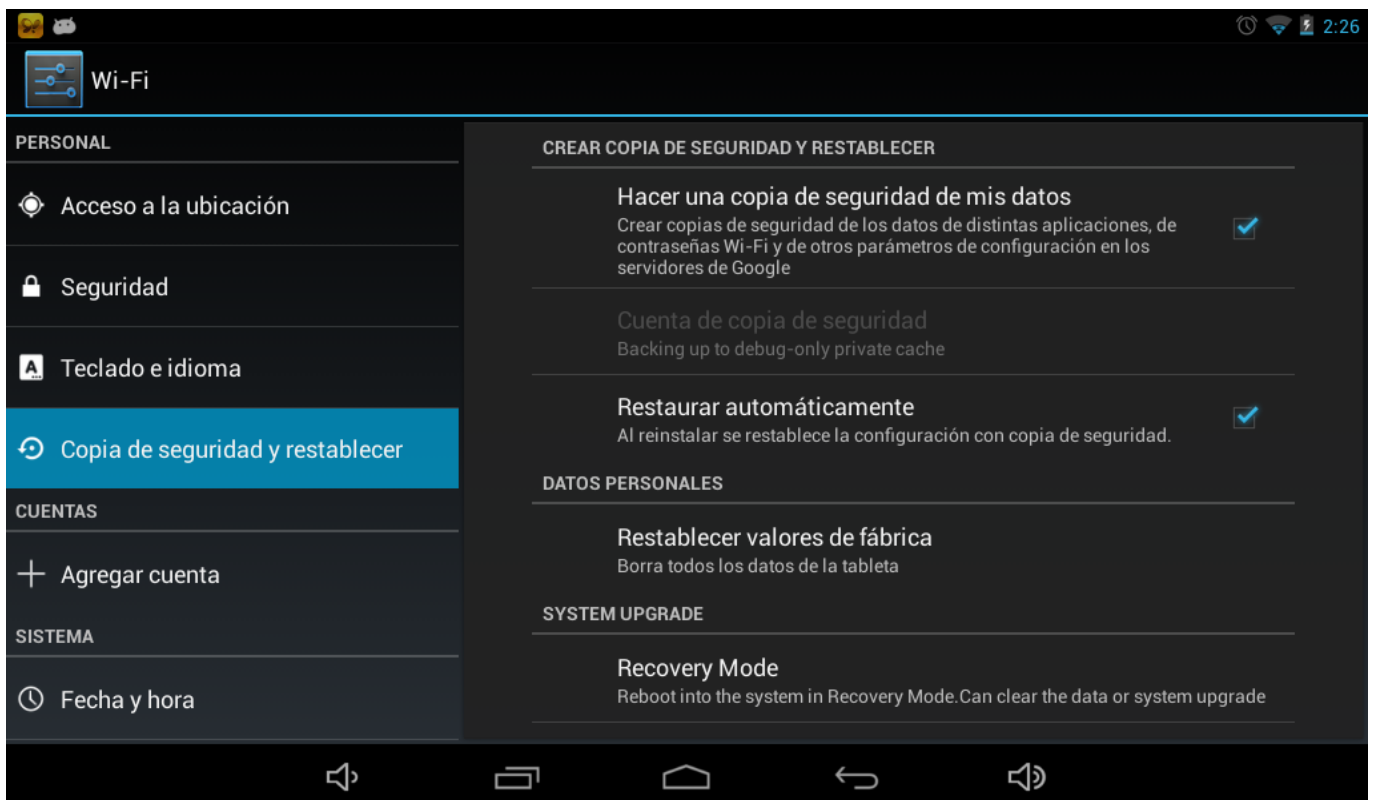 2:26
Wi-Fi
PERSONAL
Acceso a la ubicación
Seguridad
Teclado e idioma
Copia de seguridad y restablecer
CUENTAS
Agregar cuenta
SISTEMA
Fecha y hora
CREAR COPIA DE SEGURIDAD Y RESTABLECER
Hacer una copia de seguridad de mis datos
Crear copias de seguridad de los datos de distintas aplicaciones, de
contraseñas Wi-Fi y de otros parámetros de configuración en los
servidores de Google
Cuenta de copia de seguridad
Backing up to debug-only private cache
Restaurar automáticamente
Al reinstalar se restablece la configuración con copia de seguridad.
DATOS PERSONALES
Restablecer valores de fábrica
Borra todos los datos de la tableta
SYSTEM UPGRADE
Recovery Mode
Reboot into the system in Recovery Mode.Can clear the data or system upgrade